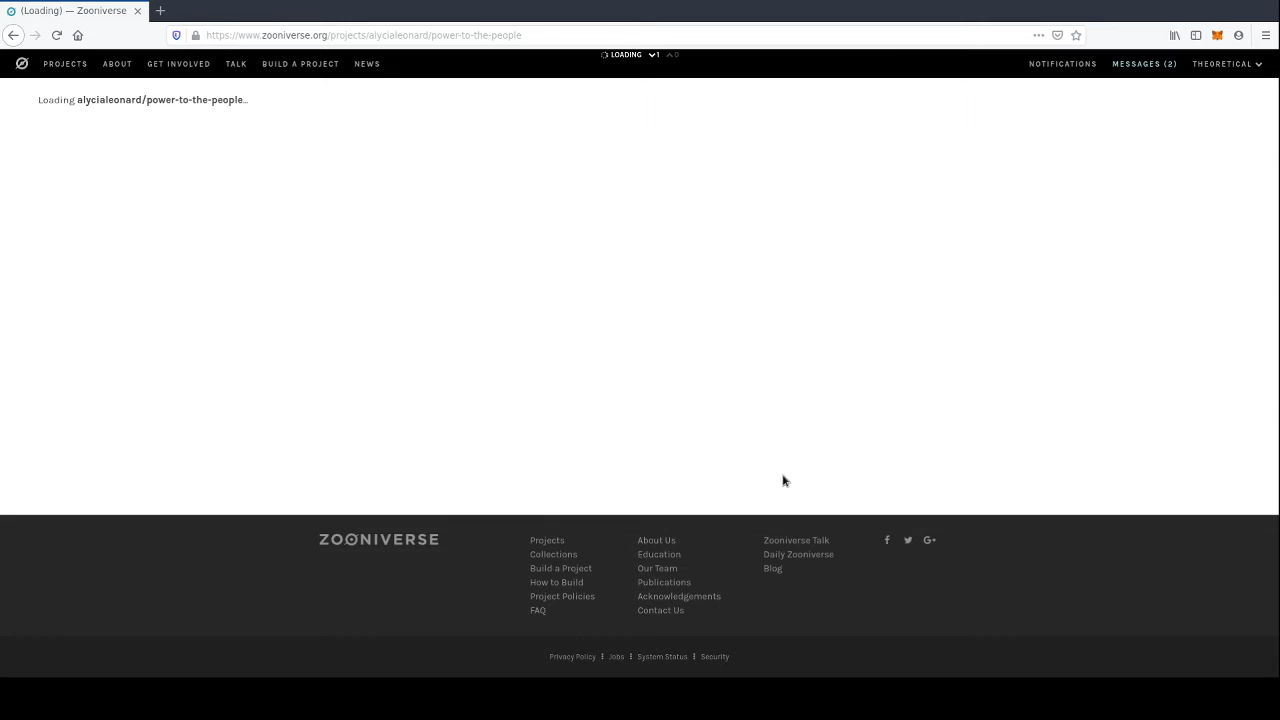 (Loading) — Zooniverse
https://www.zooniverse.org/projects/alycialeonard/power-to-the-people
LOADING 1 0
PROJECTS ABOUT GET INVOLVED TALK BUILD A PROJECT NEWS NOTIFICATIONS MESSAGES (2) THEORETICAL
Loading alycialeonard/power-to-the-people…
ZOONIVERSE
Projects
Collections
Build a Project
How to Build
Project Policies
FAQ
About Us
Education
Our Team
Publications
Acknowledgements
Contact Us
Zooniverse Talk
Daily Zooniverse
Blog
Privacy Policy Jobs System Status Security